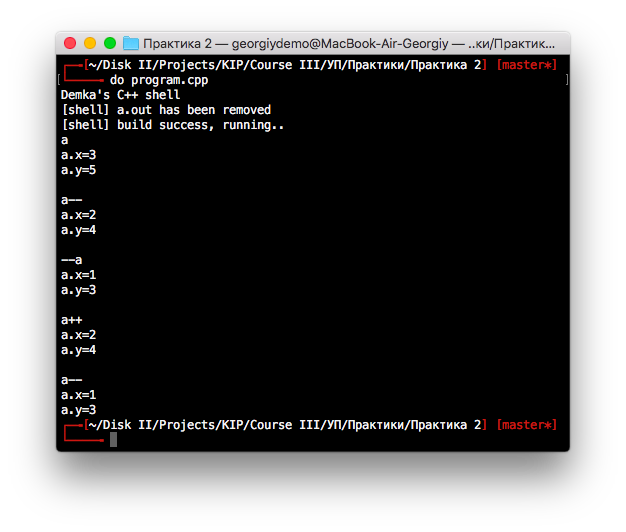 Практика 2 — georgiydemo@MacBook-Air-Georgiy — ..ки/Практик...
[~/Disk II/Projects/KIP/Course III/УП/Практики/Практика 2] [master*]
do program.cpp
Demka's C++ shell
[shell] a.out has been removed
[shell] build success, running..
a
a.x=3
a.y=5
a--
a.x=2
a.y=4
--a
a.x=1
a.y=3
a++
a.x=2
a.y=4
a--
a.x=1
a.y=3
[~/Disk II/Projects/KIP/Course III/УП/Практики/Практика 2] [master*]